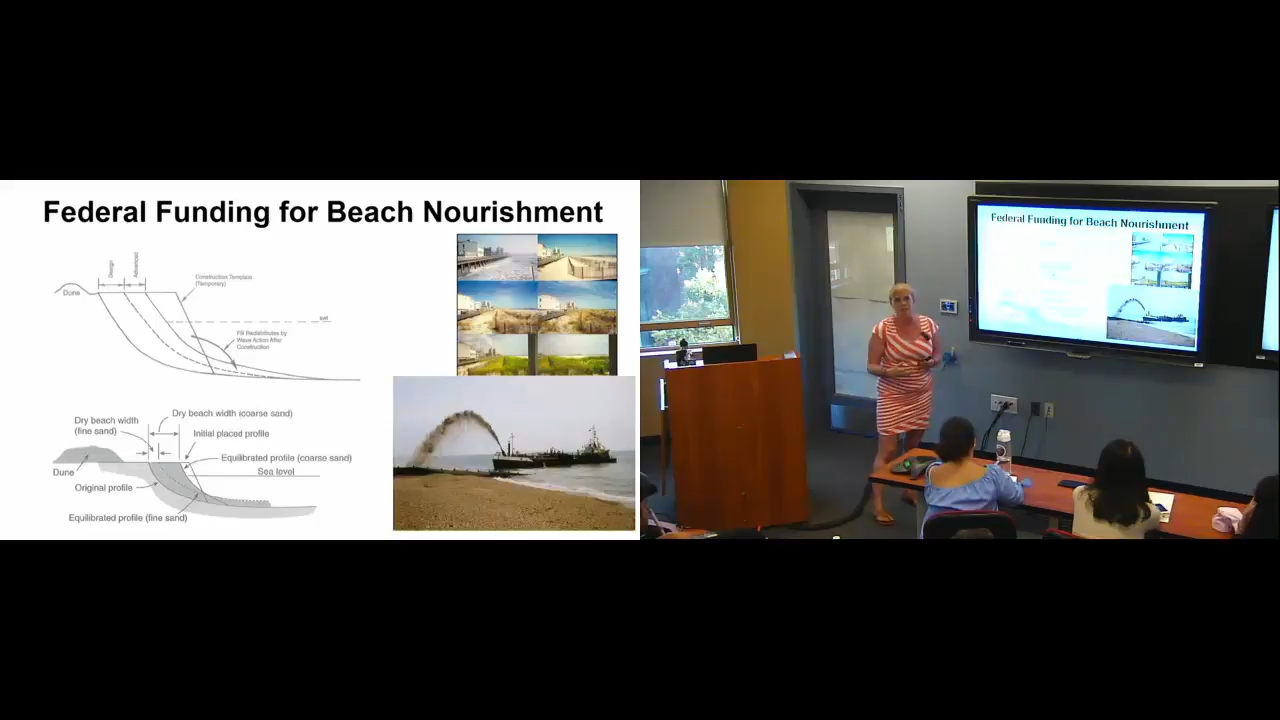 Federal Funding for Beach Nourishment
Design
Advanced
Construction Template
(Temporary)
Dune
Fill Redistributes by
Wave Action After
Construction
Dry beach width (coarse sand)
Dry beach width
(fine sand)
Initial placed profile
Equilibrated profile (coarse sand)
Sea level
Dune
Original profile
Equilibrated profile (fine sand)
Federal Funding for Beach Nourishment